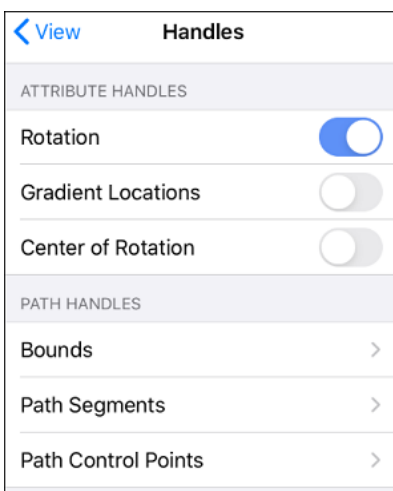 View Handles
ATTRIBUTE HANDLES
Rotation
Gradient Locations
Center of Rotation
PATH HANDLES
Bounds
Path Segments
Path Control Points